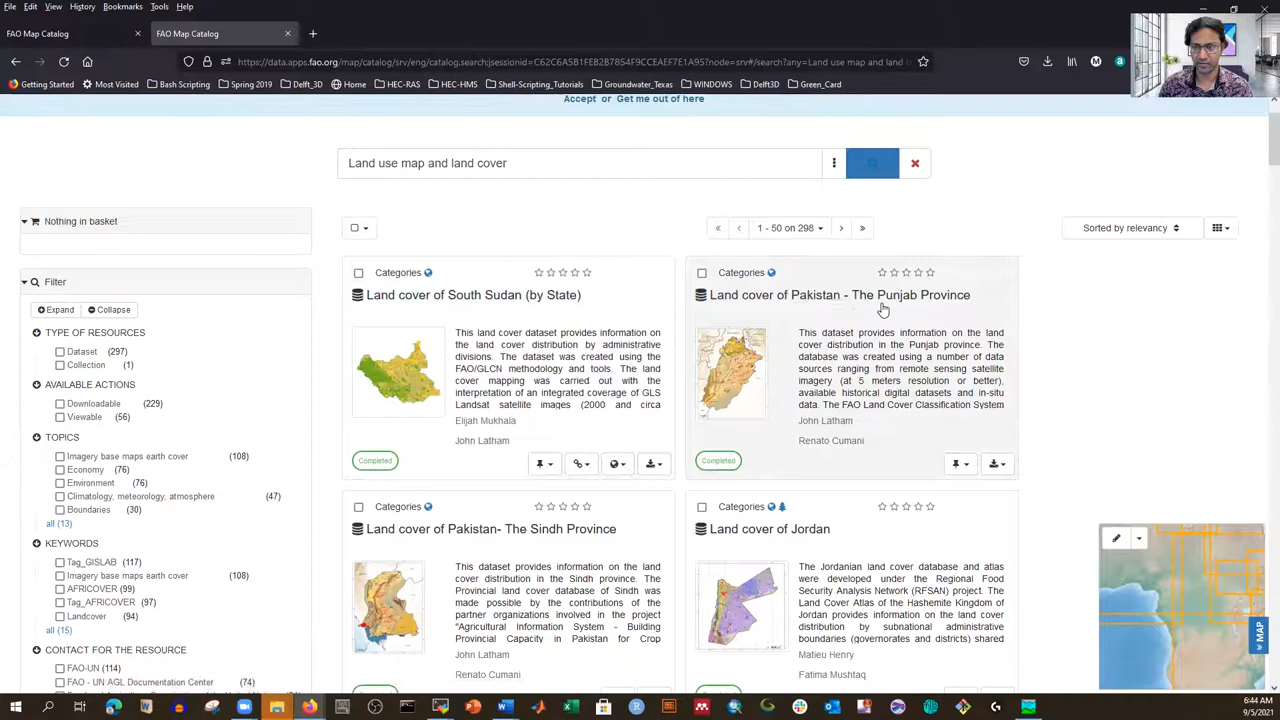 File Edit View History Bookmarks Tools Help
FAO Map Catalog × FAO Map Catalog × +
https://data.apps.fao.org/map/catalog/srv/eng/catalog.search;jsessionid=C62C6A5B1FEB2B7854F9CCEAEF7E1A95?node=srv#/search?any=Land use map and land c
Getting Started Most Visited Bash Scripting Spring 2019 Delft_3D Home HEC-RAS HEC-HMS Shell-Scripting_Tutorials Groundwater_Texas WINDOWS Delft3D Green_Card
Accept or Get me out of here
Land use map and land cover
Nothing in basket
1 - 50 on 298
Sorted by relevancy
Filter
Expand Collapse
TYPE OF RESOURCES
Dataset (297)
Collection (1)
AVAILABLE ACTIONS
Downloadable (229)
Viewable (56)
TOPICS
Imagery base maps earth cover (108)
Economy (76)
Environment (76)
Climatology, meteorology, atmosphere (47)
Boundaries (30)
all (13)
KEYWORDS
Tag_GISLAB (117)
Imagery base maps earth cover (108)
AFRICOVER (99)
Tag_AFRICOVER (97)
Landcover (94)
all (15)
CONTACT FOR THE RESOURCE
FAO-UN (114)
FAO - UN AGL Documentation Center (74)
Categories
Land cover of South Sudan (by State)
This land cover dataset provides information on
the land cover distribution by administrative
divisions. The dataset was created using the
FAO/GLCN methodology and tools. The land
cover mapping was carried out with the
interpretation of an integrated coverage of GLS
Landsat satellite images (2000 and circa
Elijah Mukhala
John Latham
Completed
Categories
Land cover of Pakistan - The Punjab Province
This dataset provides information on the land
cover distribution in the Punjab province. The
database was created using a number of data
sources ranging from remote sensing satellite
imagery (at 5 meters resolution or better),
available historical digital datasets and in-situ
data. The FAO Land Cover Classification System
John Latham
Renato Cumani
Completed
Categories
Land cover of Pakistan- The Sindh Province
This dataset provides information on the land
cover distribution in the Sindh province. The
Provincial land cover database of Sindh was
made possible by the contributions of the
partner organizations involved in the project
"Agricultural Information System - Building
Provincial Capacity in Pakistan for Crop
John Latham
Renato Cumani
Categories
Land cover of Jordan
The Jordanian land cover database and atlas
were developed under the Regional Food
Security Analysis Network (RFSAN) project. The
Land Cover Atlas of the Hashemite Kingdom of
Jordan provides information on the land cover
distribution by subnational administrative
boundaries (governorates and districts) shared
Matieu Henry
Fatima Mushtaq
MAP
6:44 AM
9/5/2021